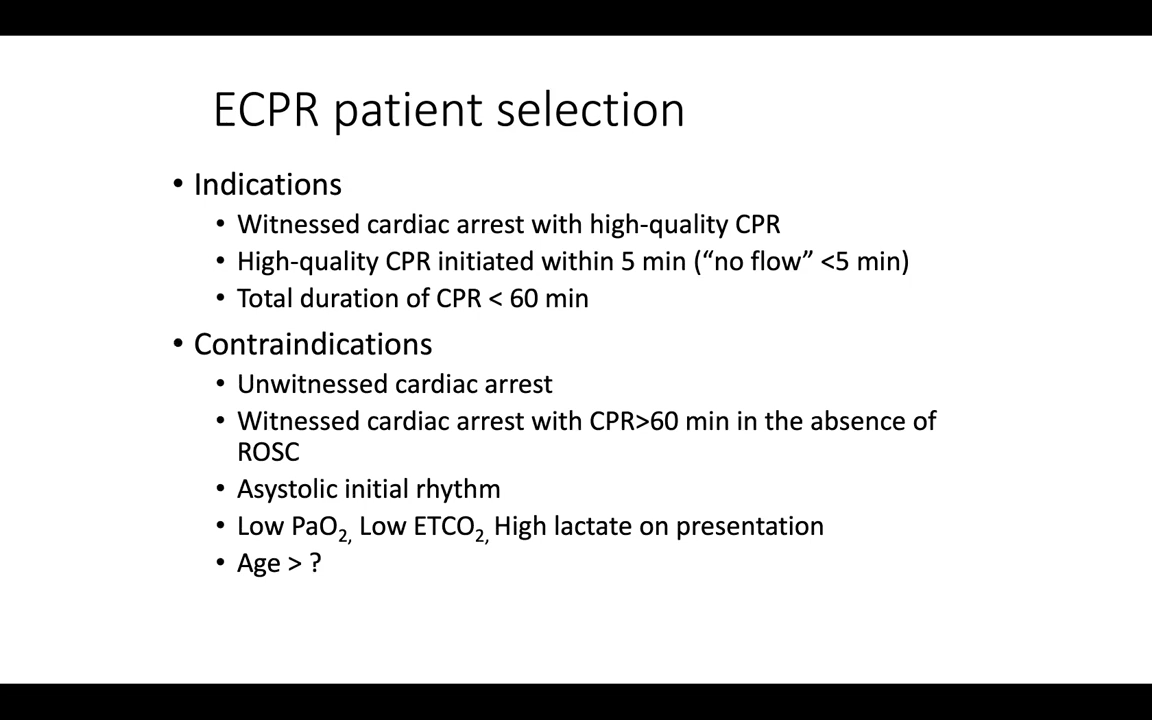 ECPR patient selection
• Indications
• Witnessed cardiac arrest with high-quality CPR
• High-quality CPR initiated within 5 min (“no flow” <5 min)
• Total duration of CPR < 60 min
• Contraindications
• Unwitnessed cardiac arrest
• Witnessed cardiac arrest with CPR>60 min in the absence of
ROSC
• Asystolic initial rhythm
• Low PaO₂, Low ETCO₂, High lactate on presentation
• Age > ?